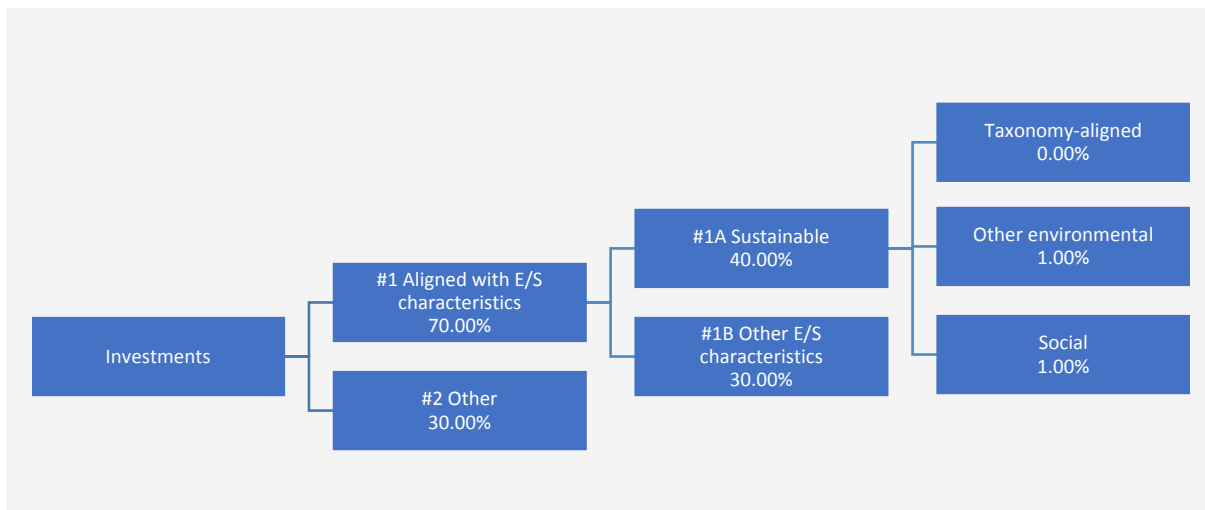 Investments
#1 Aligned with E/S
characteristics
70.00%
#2 Other
30.00%
#1A Sustainable
40.00%
#1B Other E/S
characteristics
30.00%
Taxonomy-aligned
0.00%
Other environmental
1.00%
Social
1.00%